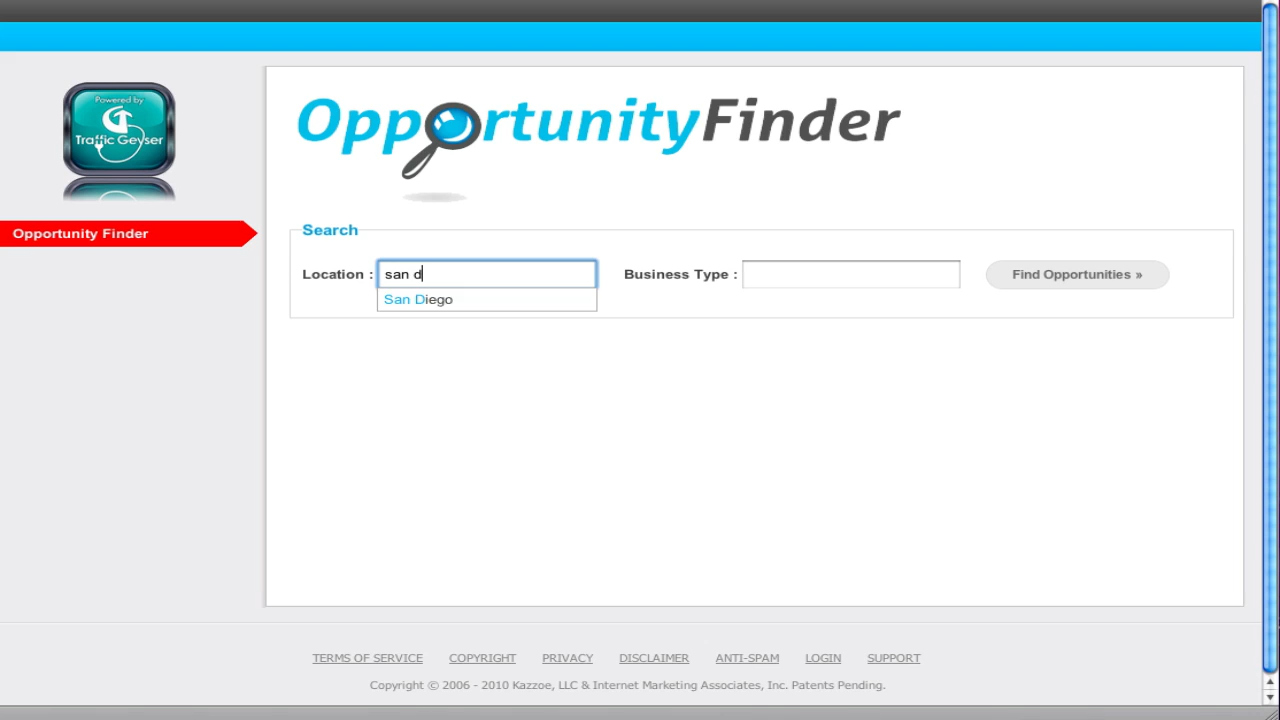 Powered by
Traffic Geyser
OpportunityFinder
Opportunity Finder
Search
Location : san d Business Type : Find Opportunities »
San Diego
TERMS OF SERVICE COPYRIGHT PRIVACY DISCLAIMER ANTI-SPAM LOGIN SUPPORT
Copyright © 2006 - 2010 Kazzoe, LLC & Internet Marketing Associates, Inc. Patents Pending.